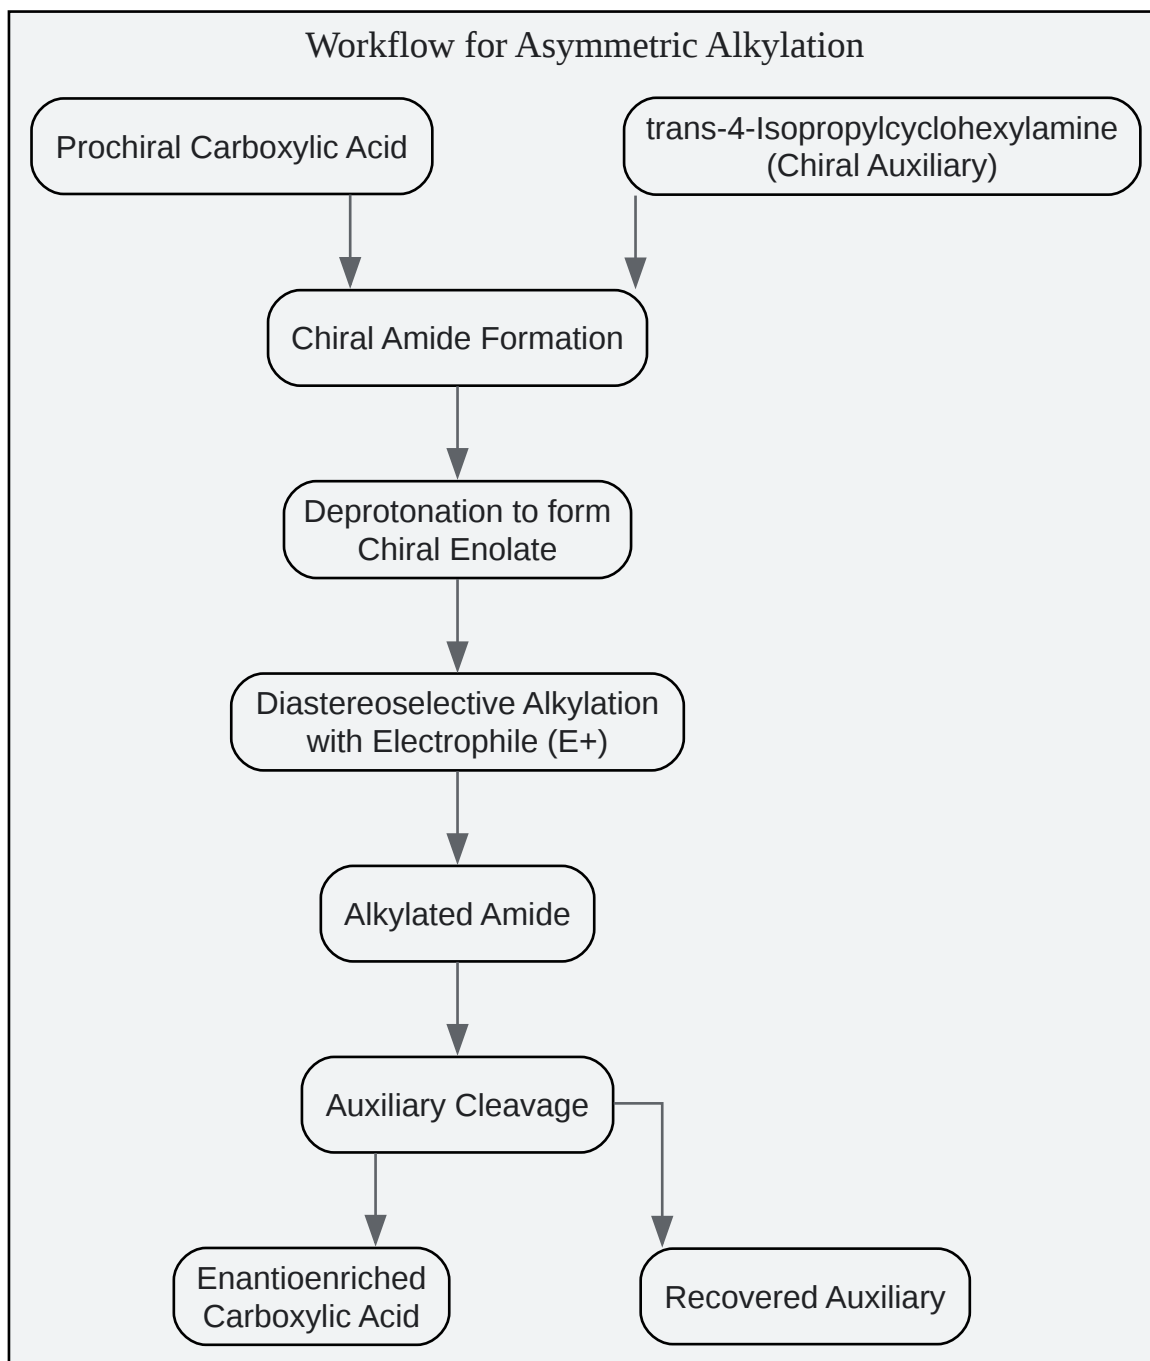 Workflow for Asymmetric Alkylation
Prochiral Carboxylic Acid
trans-4-Isopropylcyclohexylamine
(Chiral Auxiliary)
Chiral Amide Formation
Deprotonation to form
Chiral Enolate
Diastereoselective Alkylation
with Electrophile (E+)
Alkylated Amide
Auxiliary Cleavage
Enantioenriched
Carboxylic Acid
Recovered Auxiliary